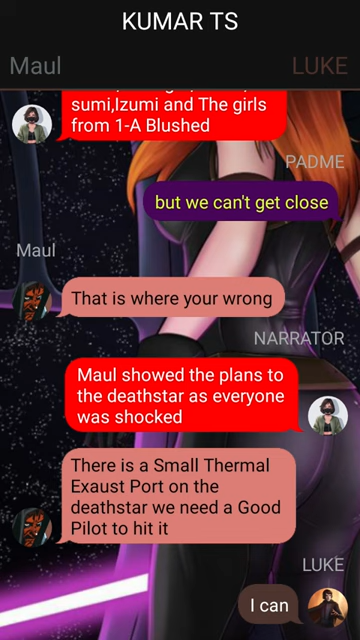 KUMAR TS
Maul
LUKE
sumi,Izumi and The girls
from 1-A Blushed
PADME
but we can't get close
Maul
That is where your wrong
NARRATOR
Maul showed the plans to
the deathstar as everyone
was shocked
There is a Small Thermal
Exaust Port on the
deathstar we need a Good
Pilot to hit it
LUKE
I can